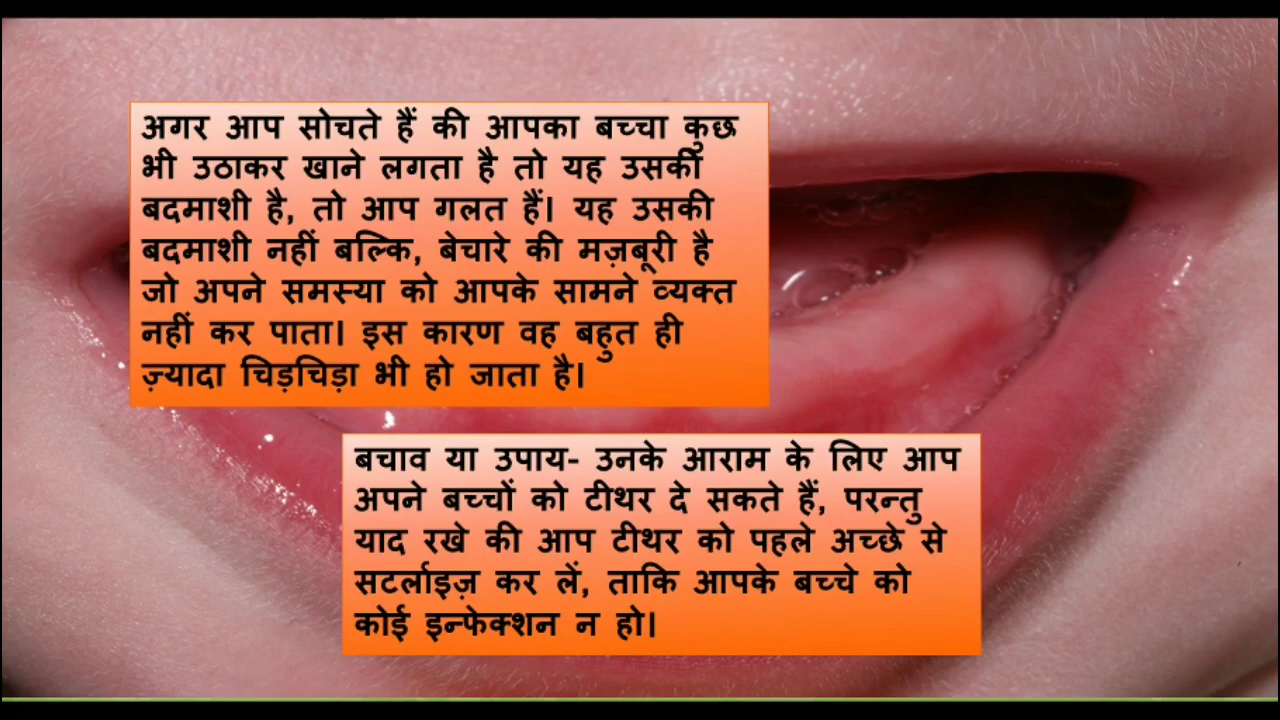 अगर आप सोचते हैं की आपका बच्चा कुछ
भी उठाकर खाने लगता है तो यह उसकी
बदमाशी है, तो आप गलत हैं। यह उसकी
बदमाशी नहीं बल्कि, बेचारे की मज़बूरी है
जो अपने समस्या को आपके सामने व्यक्त
नहीं कर पाता। इस कारण वह बहुत ही
ज़्यादा चिड़चिड़ा भी हो जाता है।
बचाव या उपाय- उनके आराम के लिए आप
अपने बच्चों को टीथर दे सकते हैं, परन्तु
याद रखे की आप टीथर को पहले अच्छे से
सटर्लाइज़ कर लें, ताकि आपके बच्चे को
कोई इन्फेक्शन न हो।